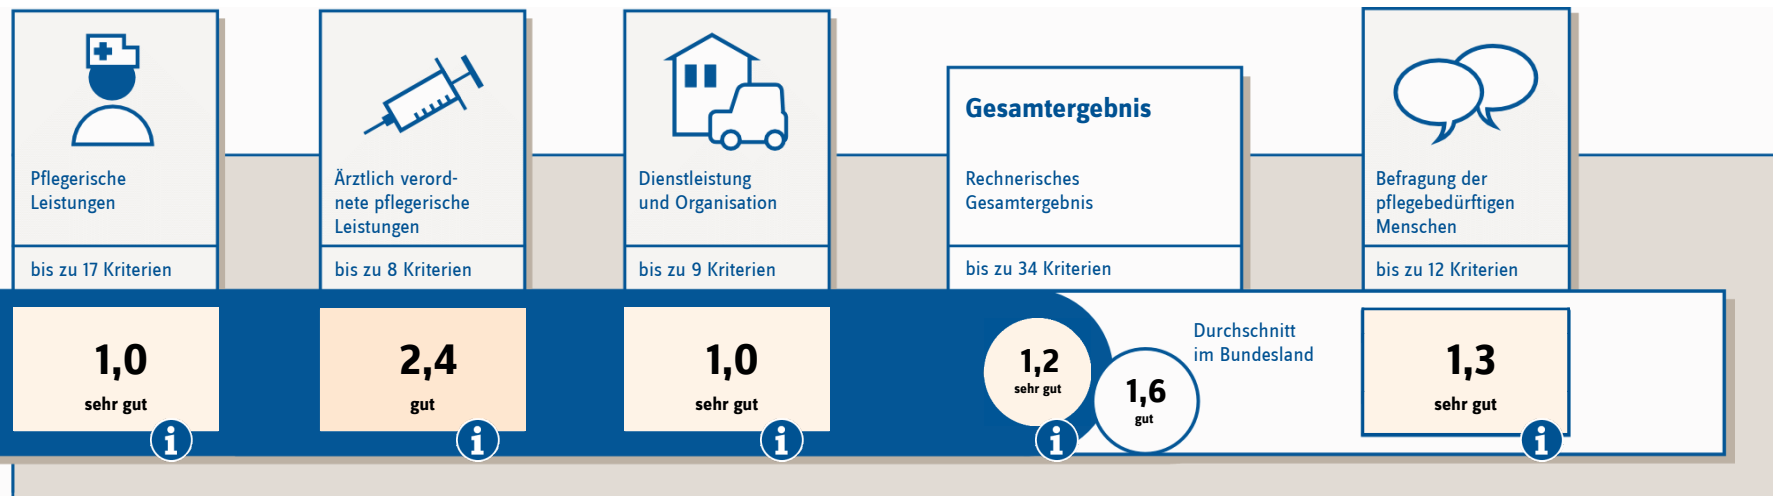 Pflegerische
Leistungen
bis zu 17 Kriterien
1,0
sehr gut
i
Ärztlich verord-
nete pflegerische
Leistungen
bis zu 8 Kriterien
2,4
gut
i
Dienstleistung
und Organisation
bis zu 9 Kriterien
1,0
sehr gut
i
Gesamtergebnis
Rechnerisches
Gesamtergebnis
bis zu 34 Kriterien
1,2
sehr gut
i
1,6
gut
Durchschnitt
im Bundesland
Befragung der
pflegebedürftigen
Menschen
bis zu 12 Kriterien
1,3
sehr gut
i